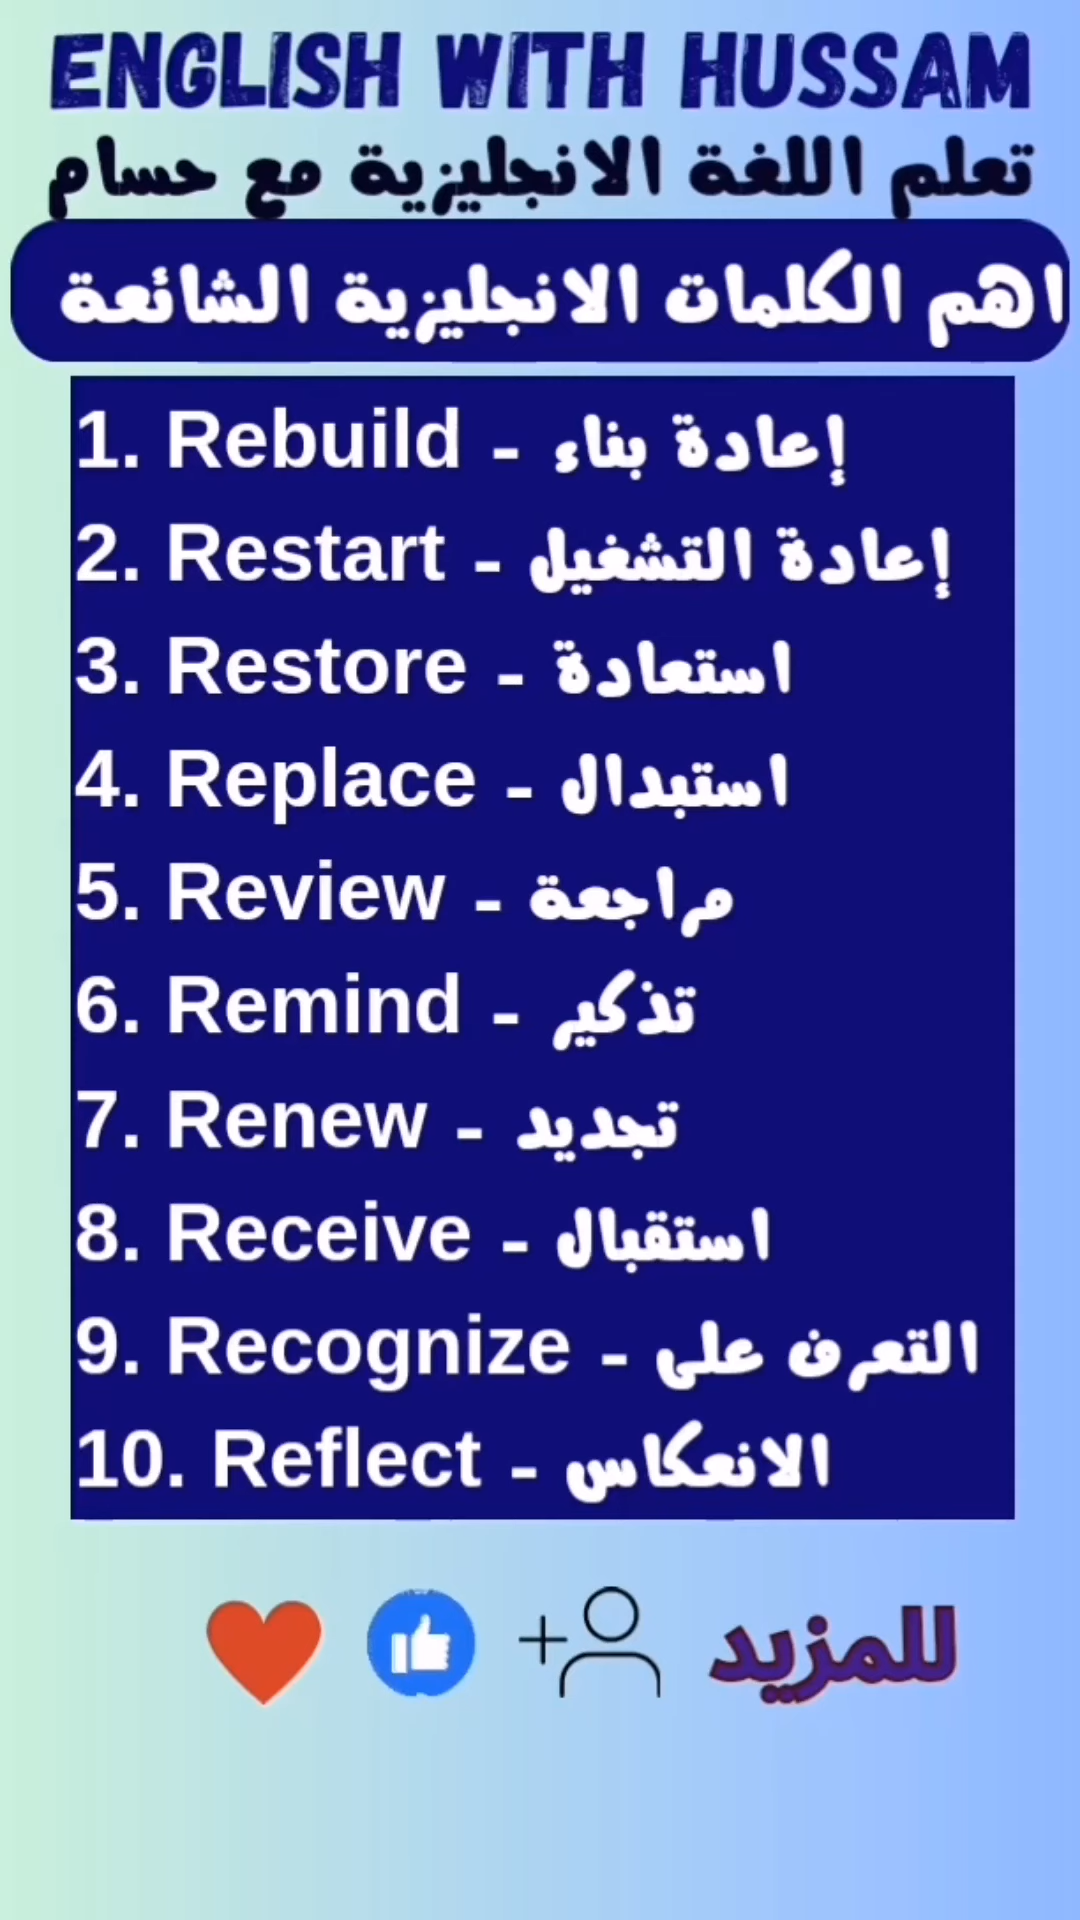 ENGLISH WITH HUSSAM
تعلم اللغة الانجليزية مع حسام
اهم الكلمات الانجليزية الشائعة
1. Rebuild - إعادة بناء
2. Restart - إعادة التشغيل
3. Restore - استعادة
4. Replace - استبدال
5. Review - مراجعة
6. Remind - تذكير
7. Renew - تجديد
8. Receive - استقبال
9. Recognize - التعرف على
10. Reflect - الانعكاس
للمزيد